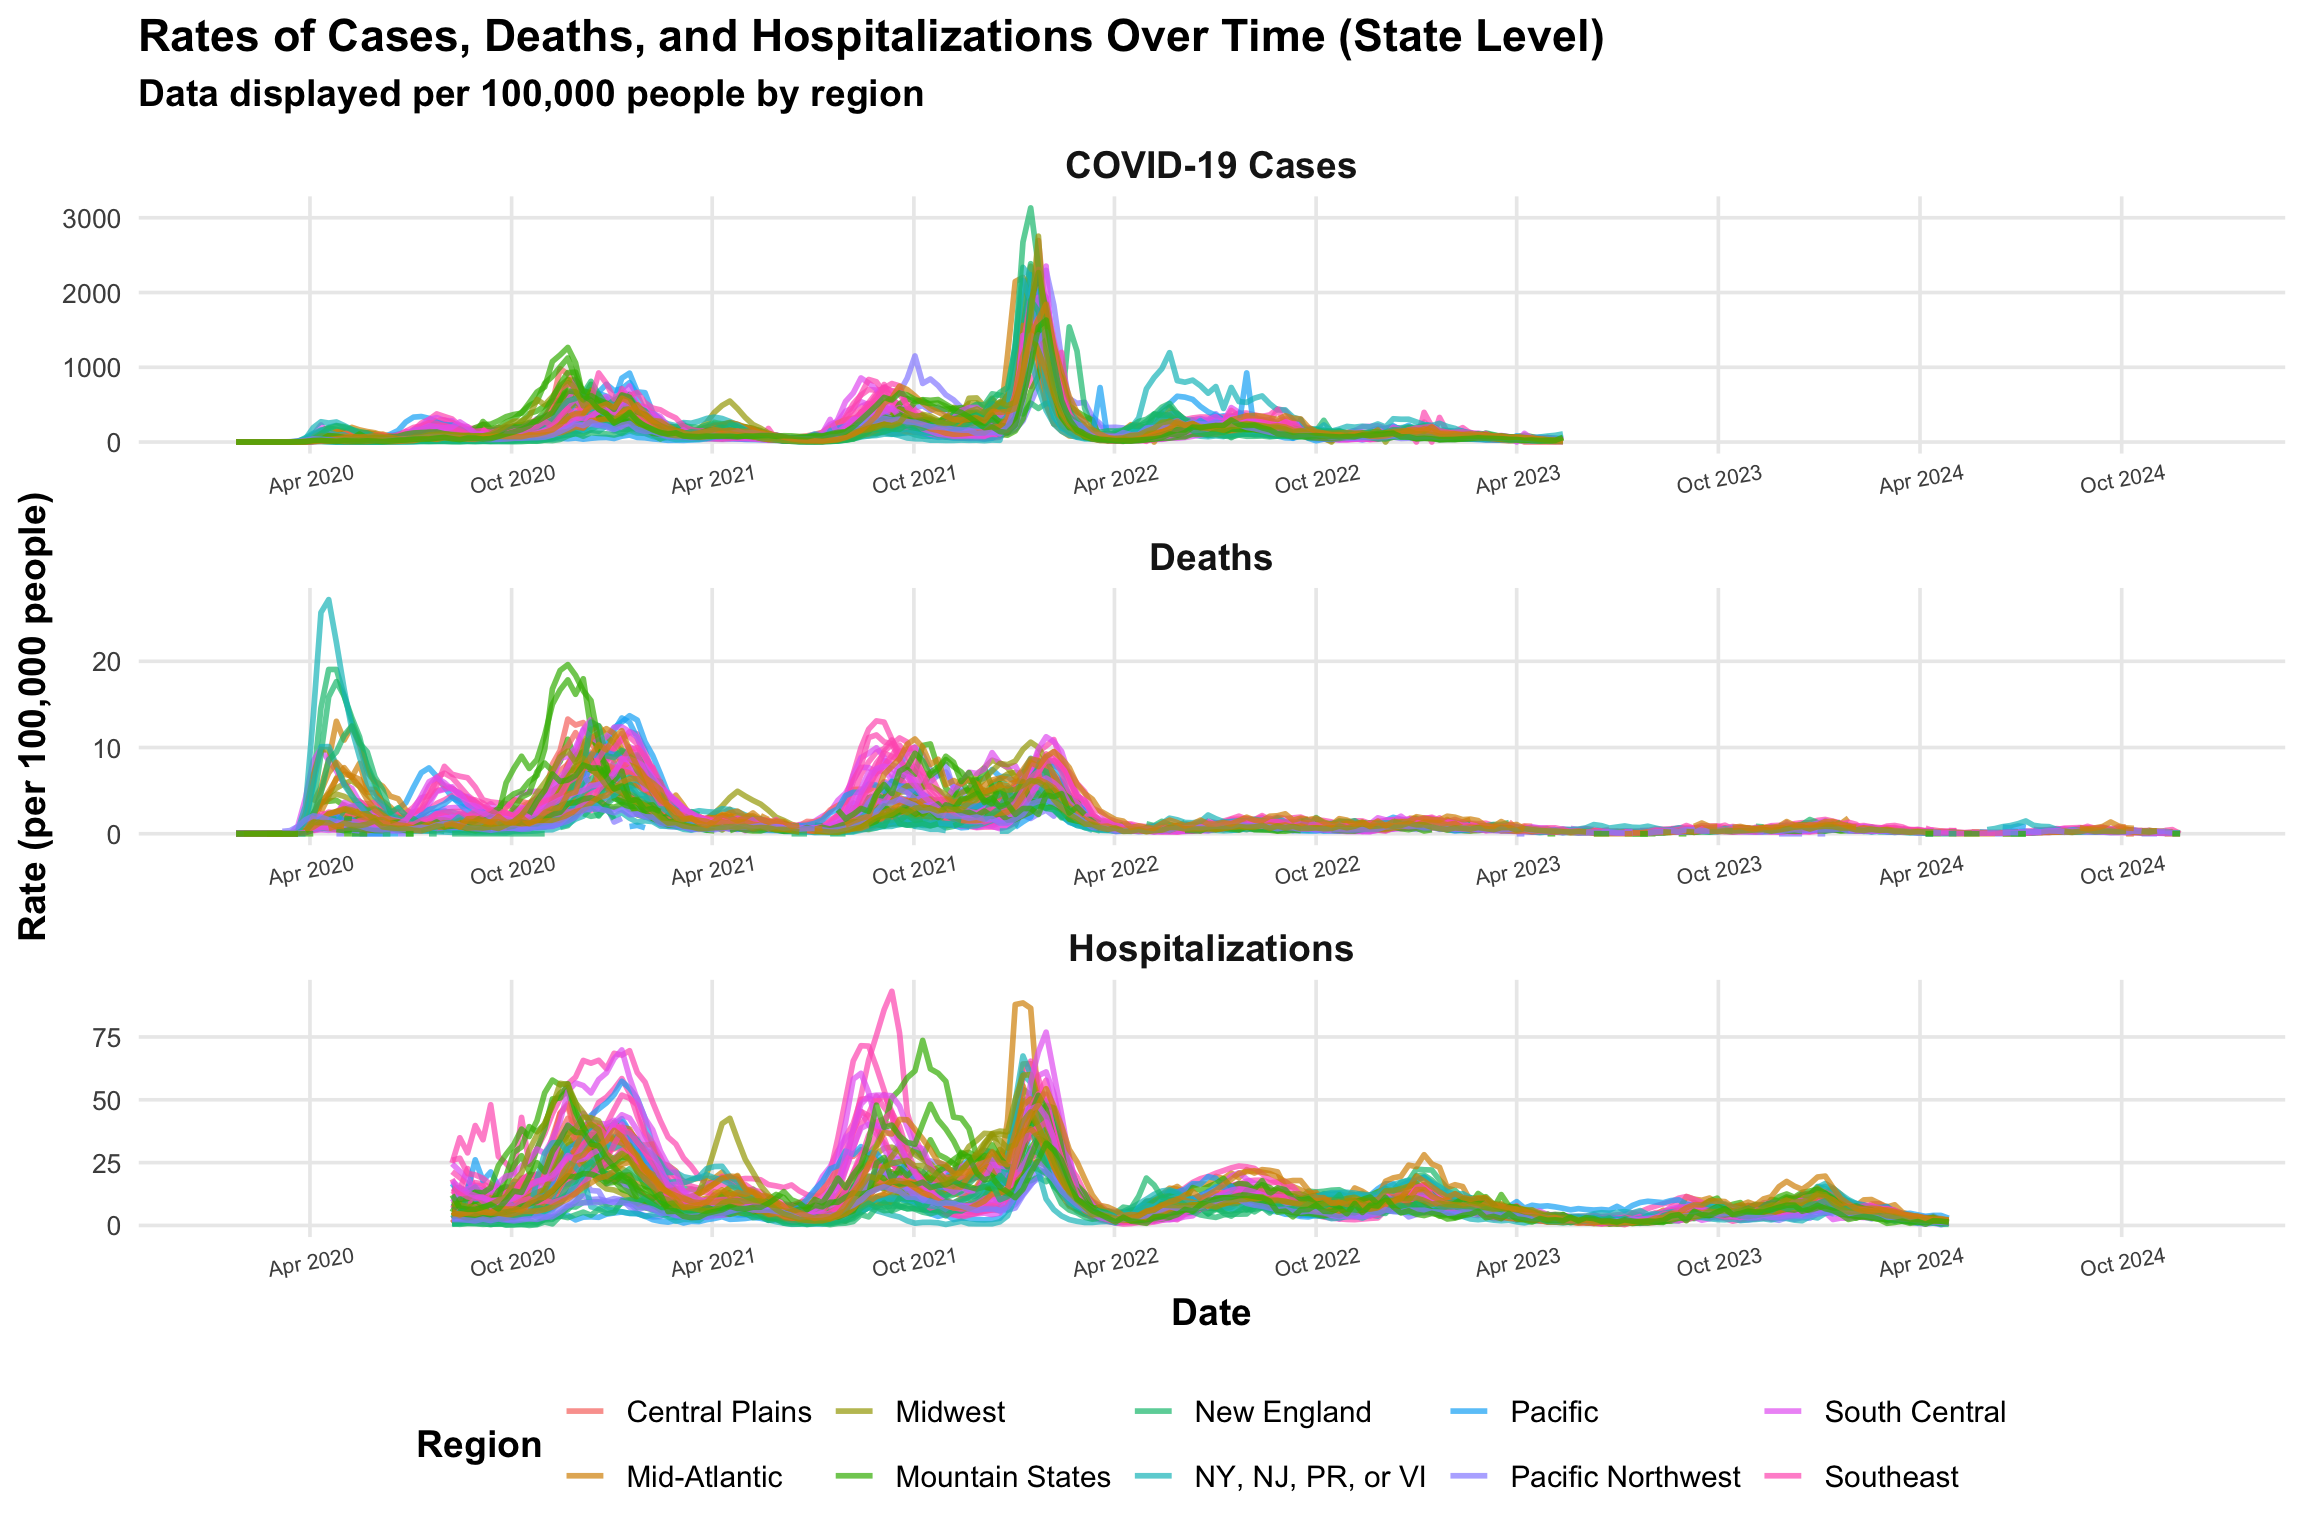 Rates of Cases, Deaths, and Hospitalizations Over Time (State Level)
Data displayed per 100,000 people by region
COVID-19 Cases
3000
2000
1000
0
Apr 2020 Oct 2020 Apr 2021 Oct 2021 Apr 2022 Oct 2022 Apr 2023 Oct 2023 Apr 2024 Oct 2024
Rate (per 100,000 people)
Deaths
20
10
0
Apr 2020 Oct 2020 Apr 2021 Oct 2021 Apr 2022 Oct 2022 Apr 2023 Oct 2023 Apr 2024 Oct 2024
Hospitalizations
75
50
25
0
Apr 2020 Oct 2020 Apr 2021 Oct 2021 Apr 2022 Oct 2022 Apr 2023 Oct 2023 Apr 2024 Oct 2024
Date
Region
Central Plains Midwest New England Pacific South Central
Mid-Atlantic Mountain States NY, NJ, PR, or VI Pacific Northwest Southeast